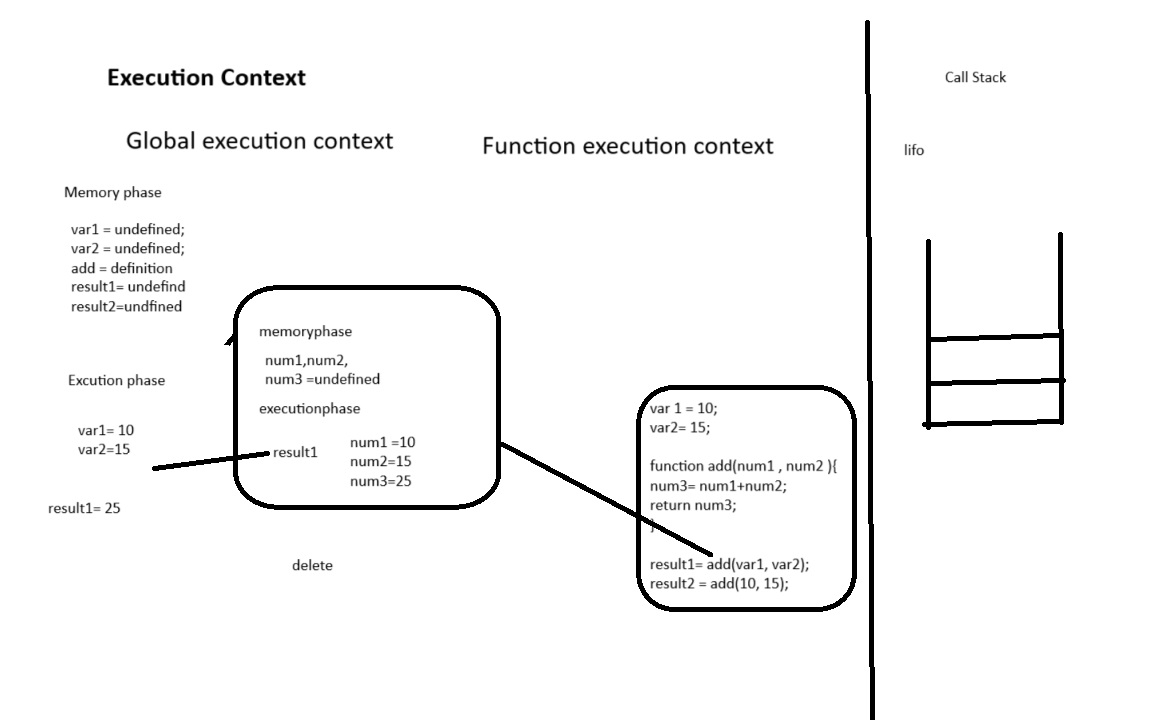 Execution Context
Global execution context
Function execution context
Memory phase
var1 = undefined;
var2 = undefined;
add = definition
result1= undefind
result2=undfined
Excution phase
var1= 10
var2=15
result1= 25
memoryphase
num1,num2,
num3 =undefined
executionphase
result1
num1 =10
num2=15
num3=25
delete
var 1 = 10;
var2= 15;
function add(num1 , num2 ){
num3= num1+num2;
return num3;
}
result1= add(var1, var2);
result2 = add(10, 15);
Call Stack
lifo